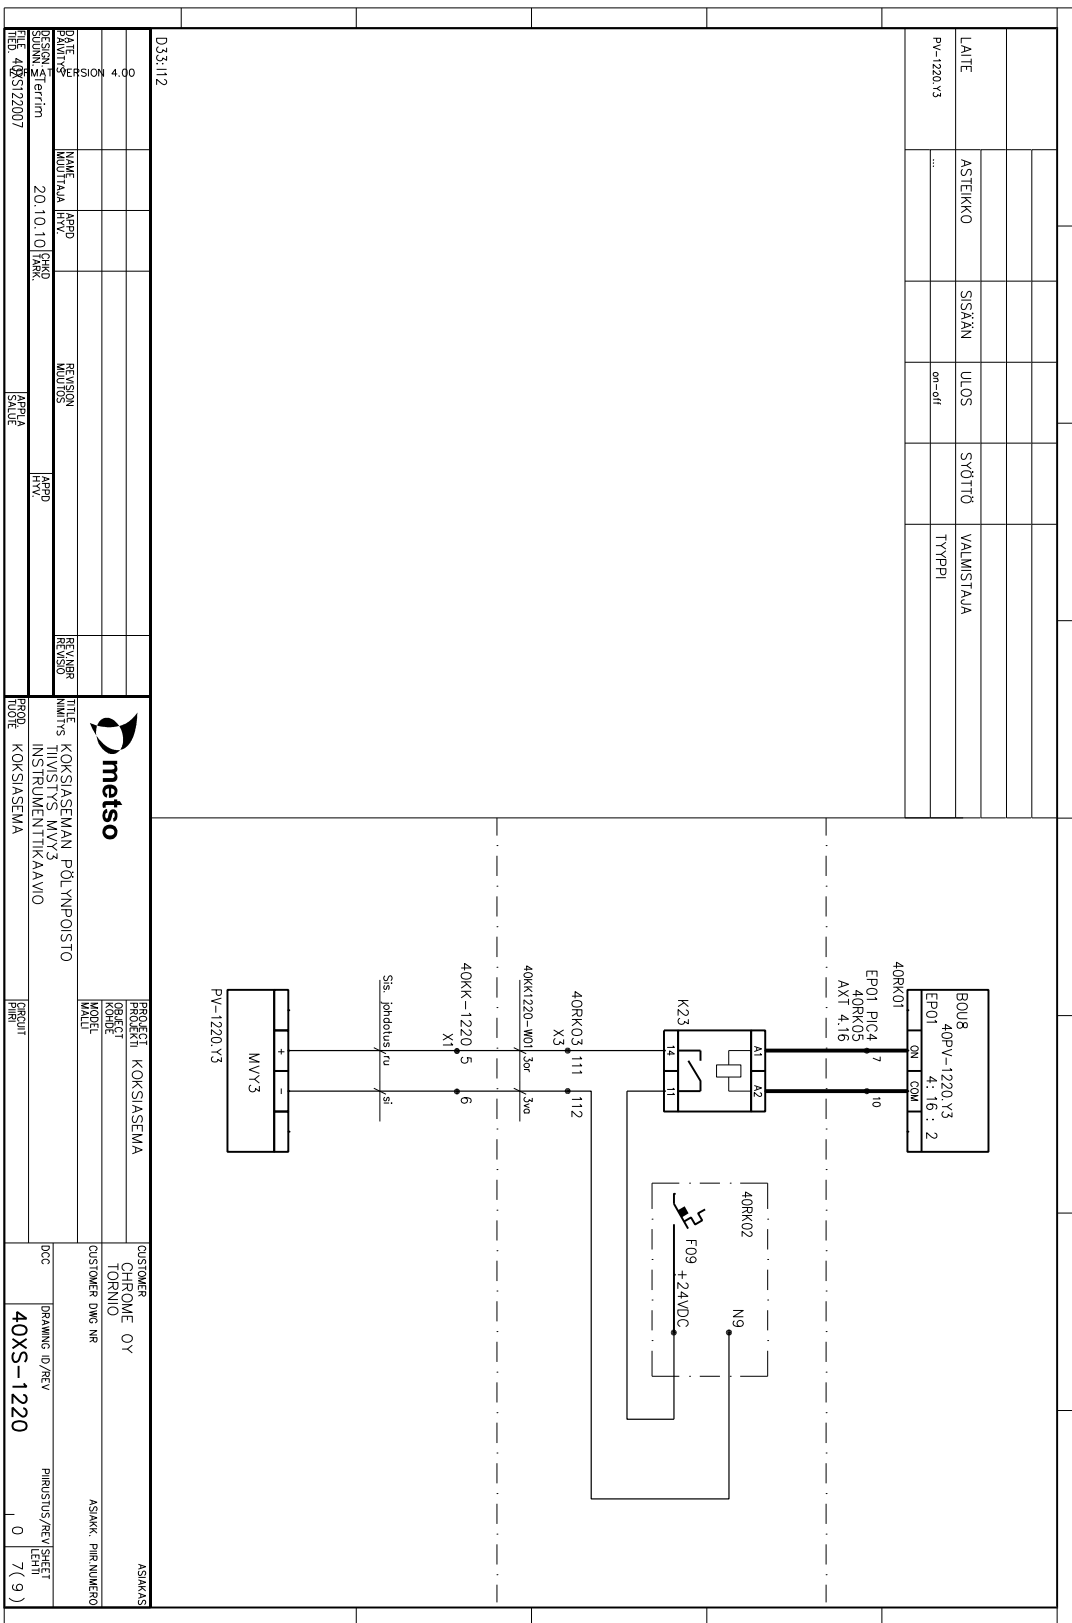 LAITE
ASTEIKKO
SISÄÄN
ULOS
SYÖTTÖ
VALMISTAJA
TYYPPI
PV-1220.Y3
...
on-off
BOU8
40PV-1220.Y3
EP01 4: 16 : 2
ON
COM
40RK01
EP01 PIC4
40RK05
AXT 4.16
7
10
A1
A2
K23
14
11
40RK02
F09
+24VDC
N9
40RK03
X3
111
112
40KK1220-W01
3or
3va
40KK-1220
X1
5
6
Sis. johdotus
ru
si
+
-
MVY3
PV-1220.Y3
D33:I12
FORMAT VERSION 4.00
DATE
PÄIVITYS
NAME
MUUTTAJA
APPD
HYV.
REVISION
MUUTOS
REV.NBR
REVISIO
DESIGN.
SUUNN.
Terrim
20.10.10
CHKD
TARK.
APPD
HYV.
FILE
TIED.
40XS122007
APPLA
SALUE
metso
TITLE
NIMITYS
KOKSIASEMAN PÖLYNPOISTO
TIIVISTYS MVY3
INSTRUMENTTIKAAVIO
PROD.
TUOTE
KOKSIASEMA
PROJECT
PROJEKTI
KOKSIASEMA
OBJECT
KOHDE
MODEL
MALLI
CIRCUIT
PIIRI
CUSTOMER
ASIAKAS
CHROME OY
TORNIO
CUSTOMER DWG NR
ASIAKK. PIIR.NUMERO
DCC
DRAWING ID/REV
PIIRUSTUS/REV
SHEET
LEHTI
40XS-1220
0
7( 9 )